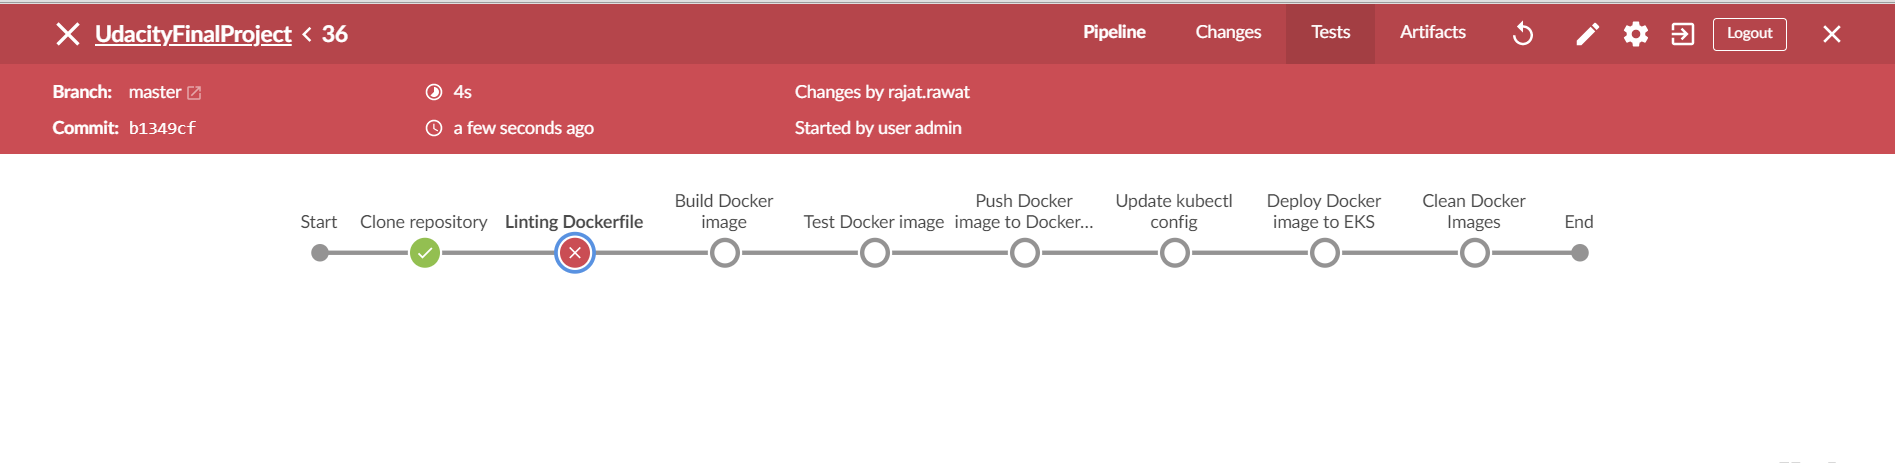 UdacityFinalProject < 36
Pipeline
Changes
Tests
Artifacts
Logout
Branch: master
4s
Changes by rajat.rawat
Commit: b1349cf
a few seconds ago
Started by user admin
Start
Clone repository
Linting Dockerfile
Build Docker
image
Test Docker image
Push Docker
image to Docker...
Update kubectl
config
Deploy Docker
image to EKS
Clean Docker
Images
End